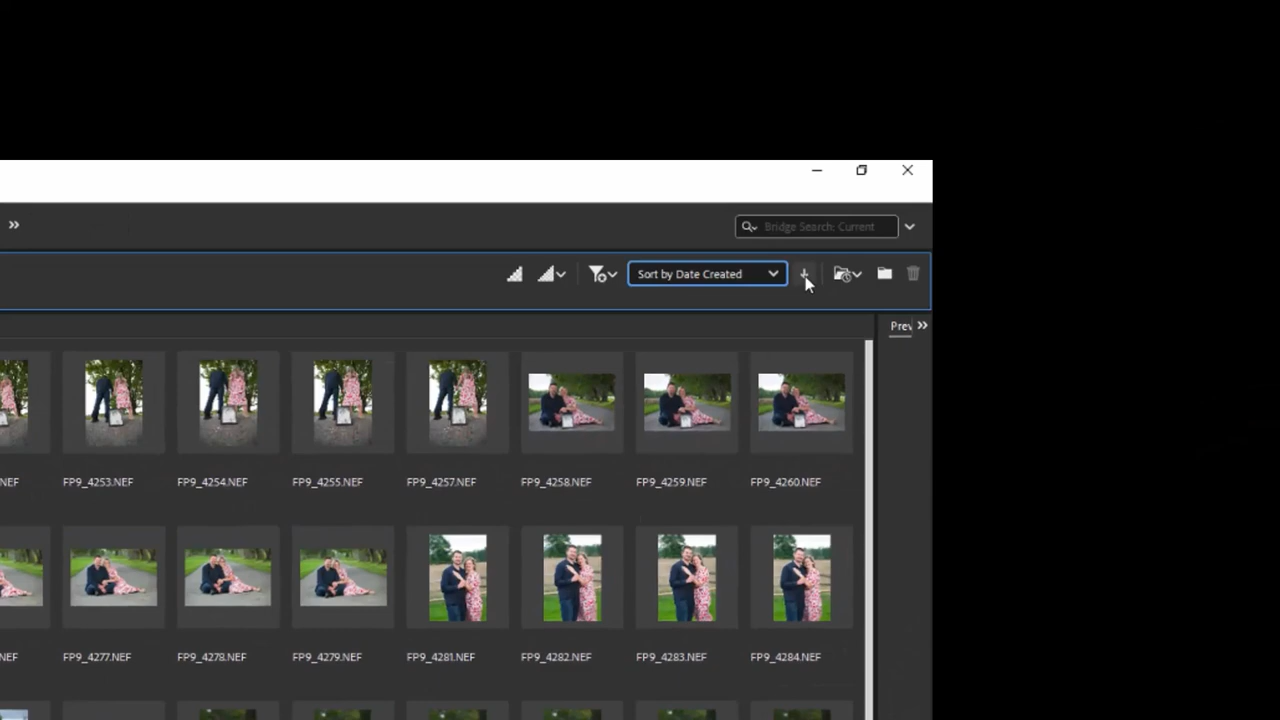 Bridge Search: Current
Sort by Date Created
Prev
NEF
FP9_4253.NEF
FP9_4254.NEF
FP9_4255.NEF
FP9_4257.NEF
FP9_4258.NEF
FP9_4259.NEF
FP9_4260.NEF
NEF
FP9_4277.NEF
FP9_4278.NEF
FP9_4279.NEF
FP9_4281.NEF
FP9_4282.NEF
FP9_4283.NEF
FP9_4284.NEF